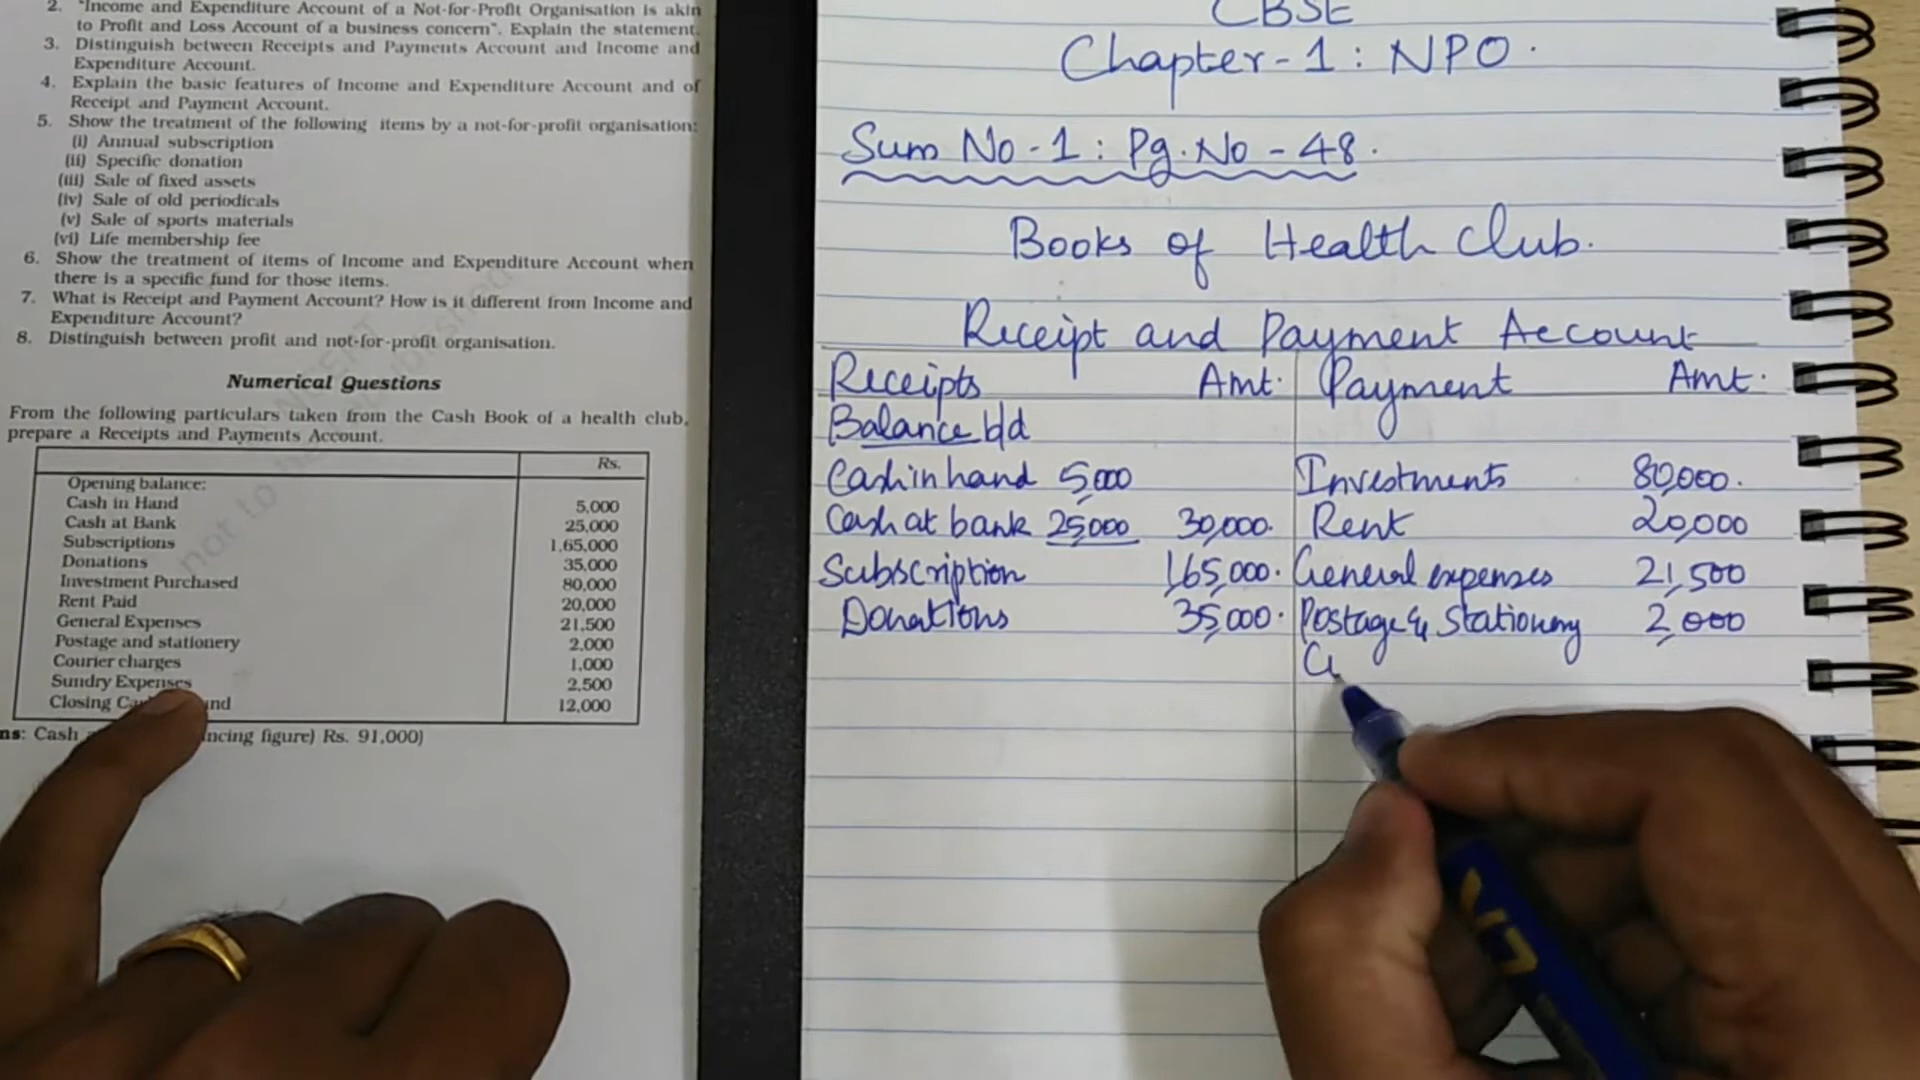 2. "Income and Expenditure Account of a Not-for-Profit Organisation is akin
to Profit and Loss Account of a business concern". Explain the statement.
3. Distinguish between Receipts and Payments Account and Income and
Expenditure Account.
4. Explain the basic features of Income and Expenditure Account and of
Receipt and Payment Account.
5. Show the treatment of the following items by a not-for-profit organisation:
(i) Annual subscription
(ii) Specific donation
(iii) Sale of fixed assets
(iv) Sale of old periodicals
(v) Sale of sports materials
(vi) Life membership fee
6. Show the treatment of items of Income and Expenditure Account when
there is a specific fund for those items.
7. What is Receipt and Payment Account? How is it different from Income and
Expenditure Account?
8. Distinguish between profit and not-for-profit organisation.
Numerical Questions
From the following particulars taken from the Cash Book of a health club,
prepare a Receipts and Payments Account.
Rs.
Opening balance:
Cash in Hand 5,000
Cash at Bank 25,000
Subscriptions 1,65,000
Donations 35,000
Investment Purchased 80,000
Rent Paid 20,000
General Expenses 21,500
Postage and stationery 2,000
Courier charges 1,000
Sundry Expenses 2,500
Closing 12,000
ns: Cash ncing figure) Rs. 91,000)
not to be published
CBSE
Chapter-1: NPO.
Sum No-1: Pg.No-48.
Books of Health Club.
Receipt and Payment Account
Receipts Amt. Payment Amt.
Balance b/d
Cash in hand 5,000 Investments 80,000.
Cash at bank 25,000 30,000. Rent 20,000
Subscription 1,65,000. General expenses 21,500
Donations 35,000. Postage & Stationery 2,000